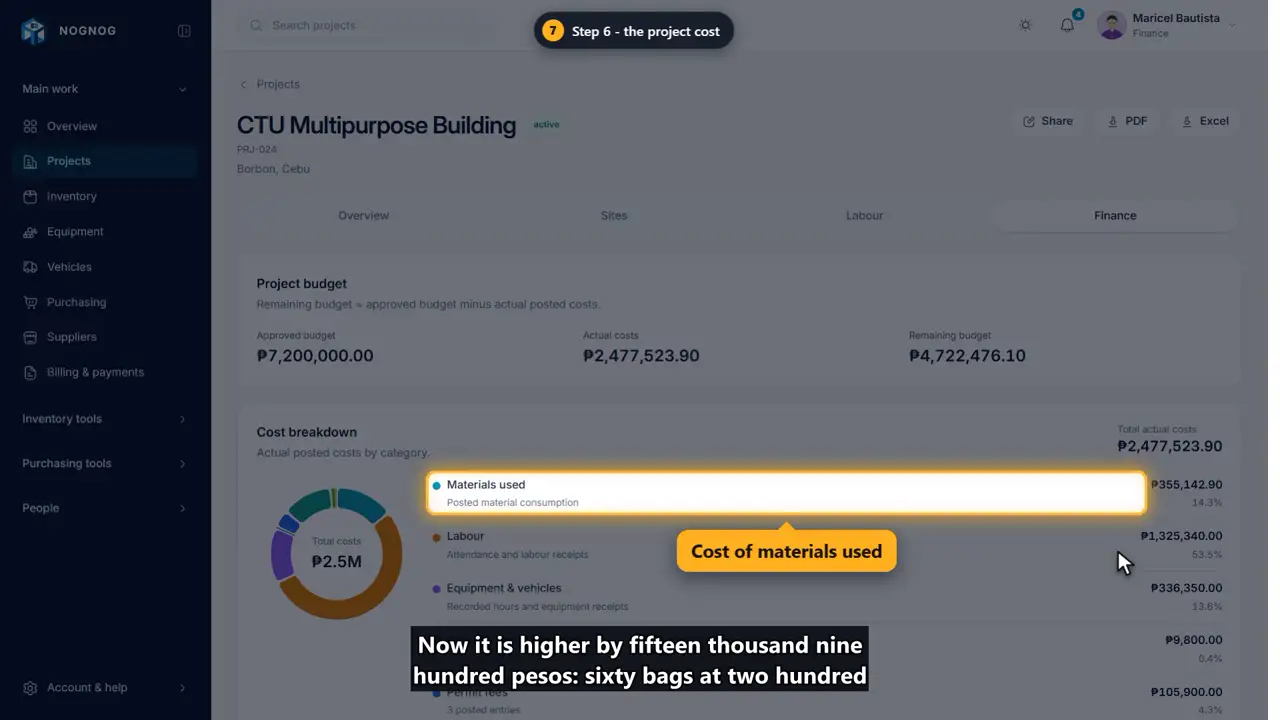 NOGNOG
Search projects
7 Step 6 - the project cost
4
Maricel Bautista
Finance
Main work
Overview
Projects
Inventory
Equipment
Vehicles
Purchasing
Suppliers
Billing & payments
Inventory tools
Purchasing tools
People
Account & help
Projects
CTU Multipurpose Building active
PRJ-024
Borbon, Cebu
Share PDF Excel
Overview Sites Labour Finance
Project budget
Remaining budget = approved budget minus actual posted costs.
Approved budget Actual costs Remaining budget
₱7,200,000.00 ₱2,477,523.90 ₱4,722,476.10
Cost breakdown
Actual posted costs by category.
Total actual costs
₱2,477,523.90
Total costs
₱2.5M
Materials used ₱355,142.90
Posted material consumption 14.3%
Cost of materials used
Labour ₱1,325,340.00
Attendance and labour receipts 53.5%
Equipment & vehicles ₱336,350.00
Recorded hours and equipment receipts 13.6%
₱9,800.00
0.4%
Permit fees ₱105,900.00
3 posted entries 4.3%
Now it is higher by fifteen thousand nine
hundred pesos: sixty bags at two hundred